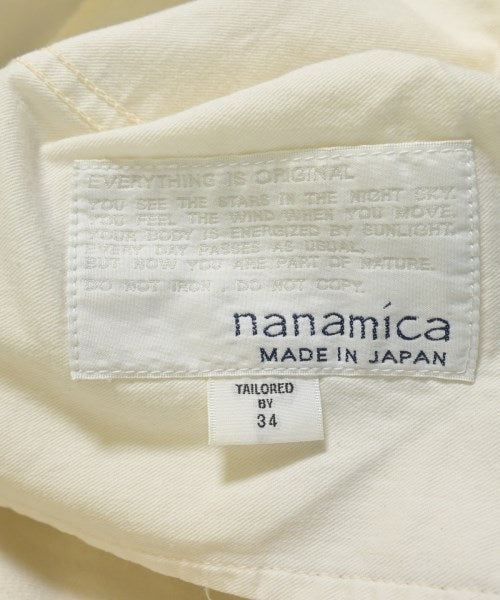 EVERYTHING IS ORIGINAL
YOU SEE THE STARS IN THE NIGHT SKY.
YOU FEEL THE WIND WHEN YOU MOVE.
YOUR BODY IS ENERGIZED BY SUNLIGHT.
EVERY DAY PASSES AS USUAL.
BUT NOW YOU ARE PART OF NATURE.
DO NOT IRON, DO NOT COPY.
nanamica
MADE IN JAPAN
TAILORED
BY
34